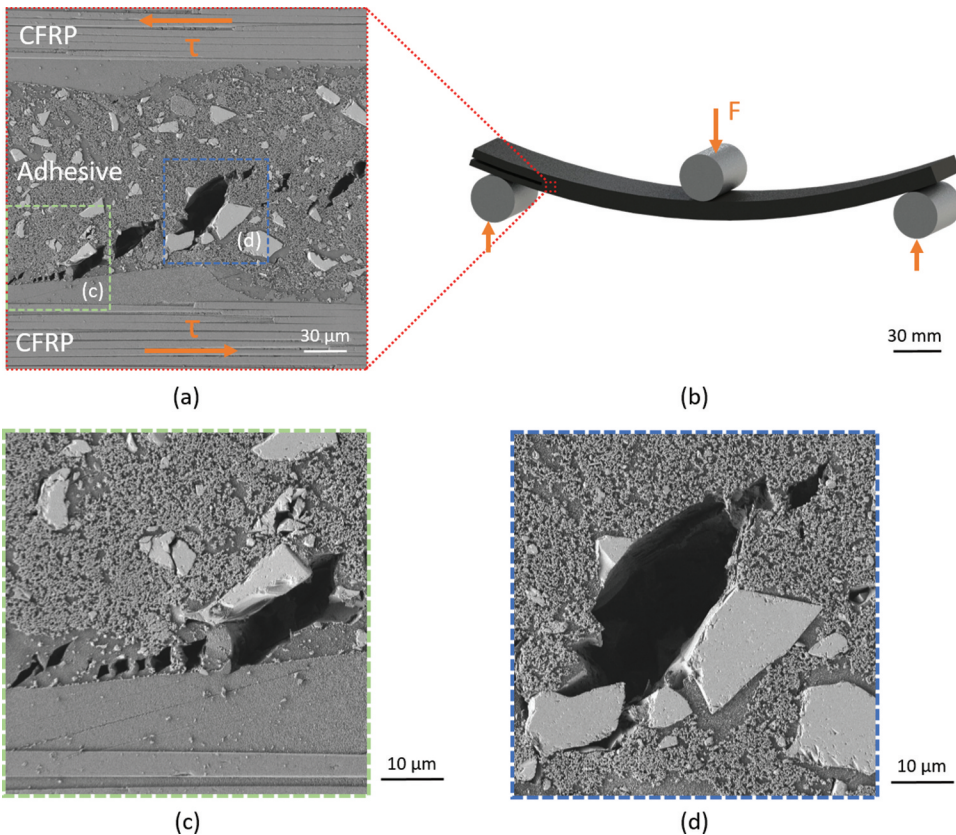 CFRP
τ
Adhesive
(d)
(c)
τ
CFRP
30 µm
(a)
F
30 mm
(b)
10 µm
(c)
10 µm
(d)